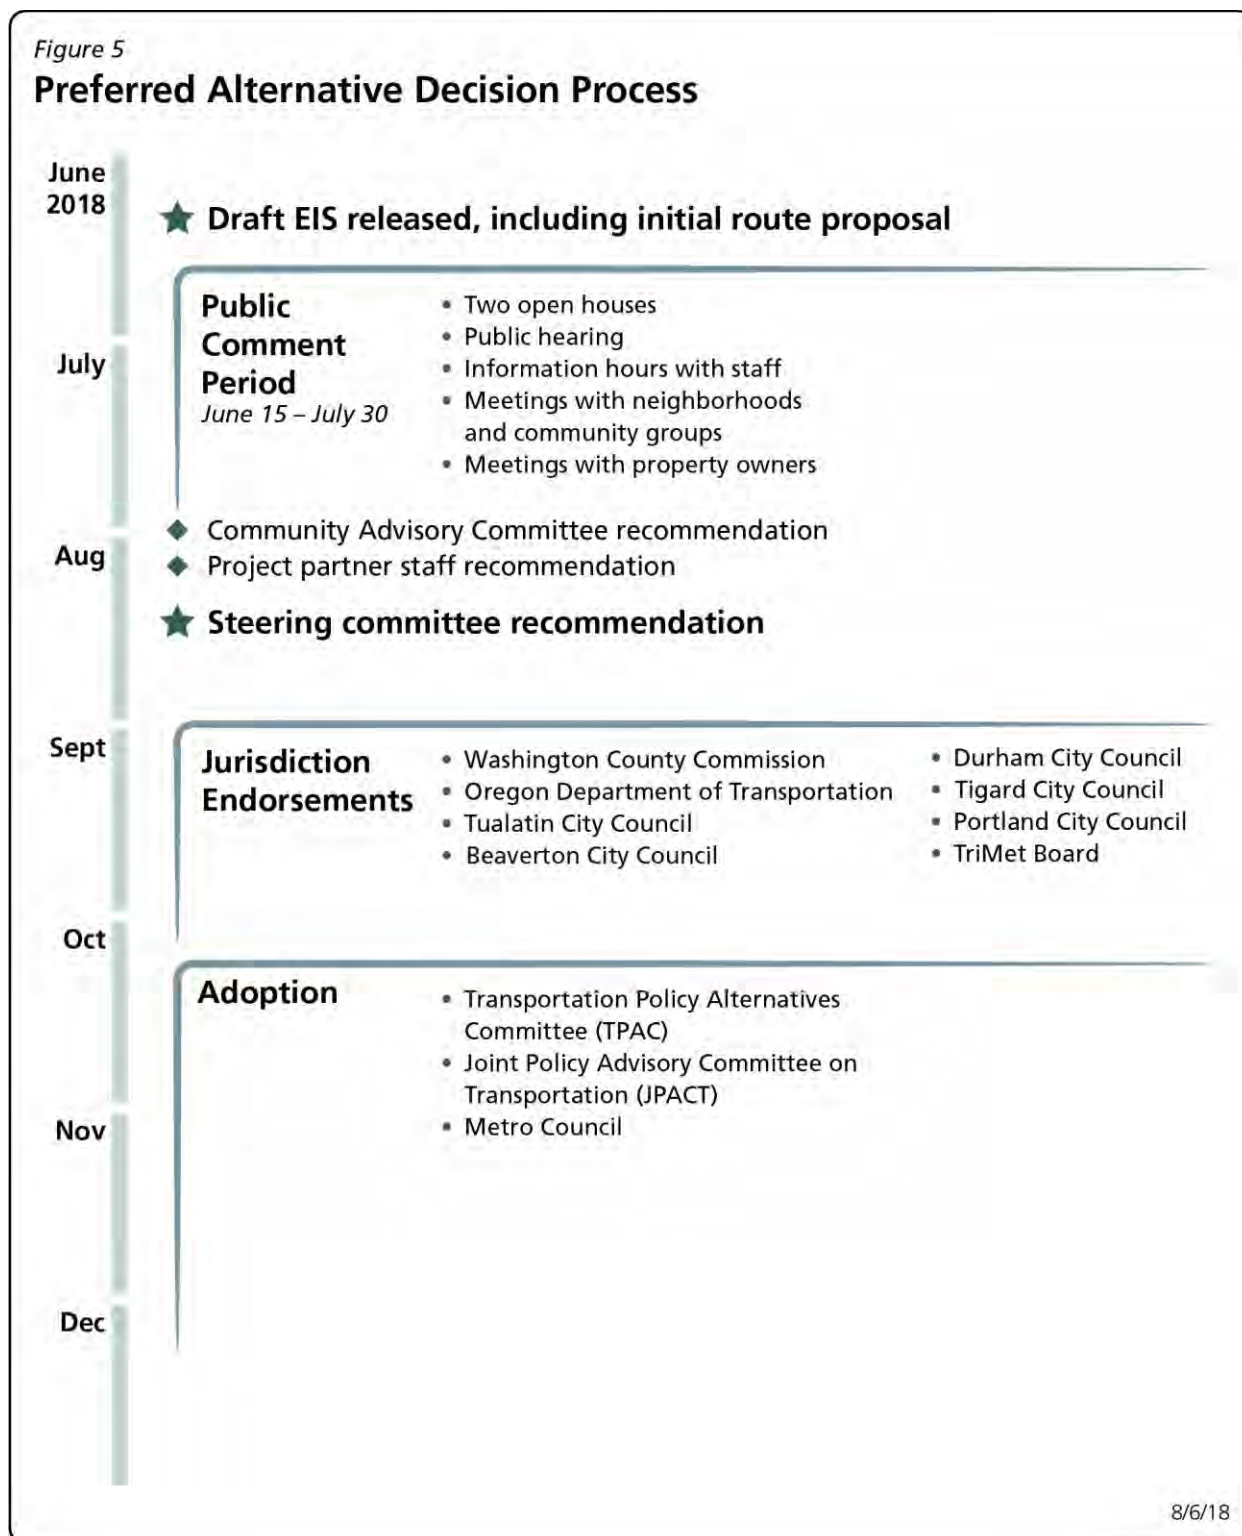 Figure 5
Preferred Alternative Decision Process
June
2018
★ Draft EIS released, including initial route proposal
Public
Comment
Period
June 15 – July 30
• Two open houses
• Public hearing
• Information hours with staff
• Meetings with neighborhoods
and community groups
• Meetings with property owners
July
◆ Community Advisory Committee recommendation
Aug
◆ Project partner staff recommendation
★ Steering committee recommendation
Sept
Jurisdiction
Endorsements
• Washington County Commission
• Oregon Department of Transportation
• Tualatin City Council
• Beaverton City Council
• Durham City Council
• Tigard City Council
• Portland City Council
• TriMet Board
Oct
Adoption
• Transportation Policy Alternatives
Committee (TPAC)
• Joint Policy Advisory Committee on
Transportation (JPACT)
• Metro Council
Nov
Dec
8/6/18